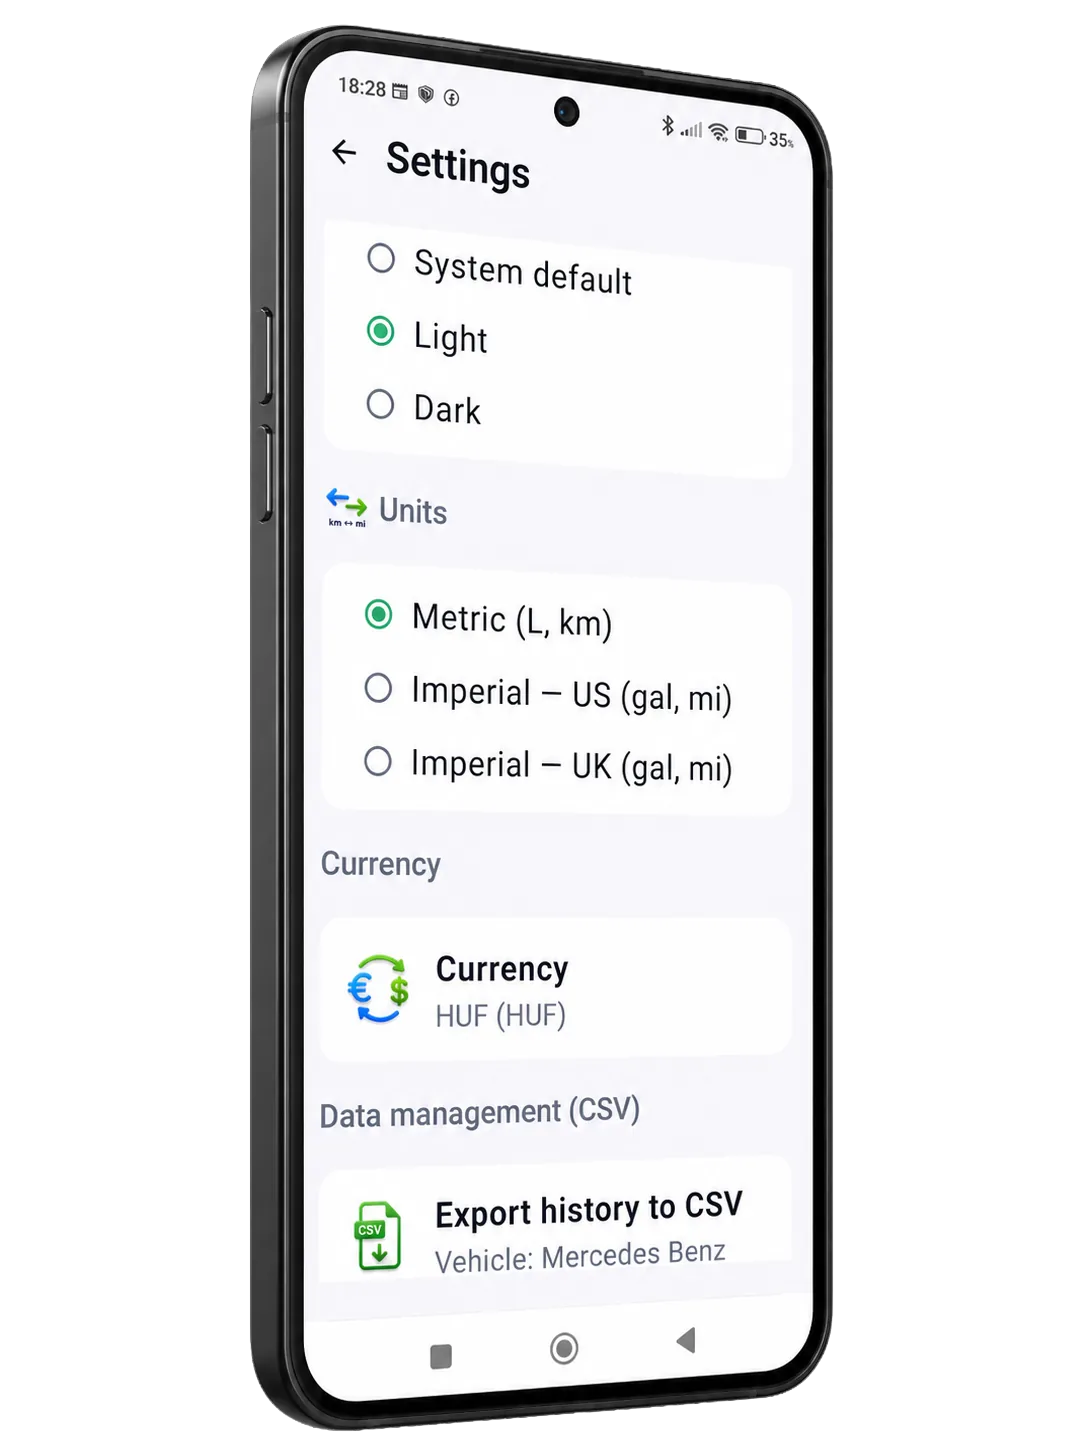 18:28
35%
Settings
System default
Light
Dark
km ↔ mi
Units
Metric (L, km)
Imperial — US (gal, mi)
Imperial — UK (gal, mi)
Currency
€ $
Currency
HUF (HUF)
Data management (CSV)
CSV
Export history to CSV
Vehicle: Mercedes Benz